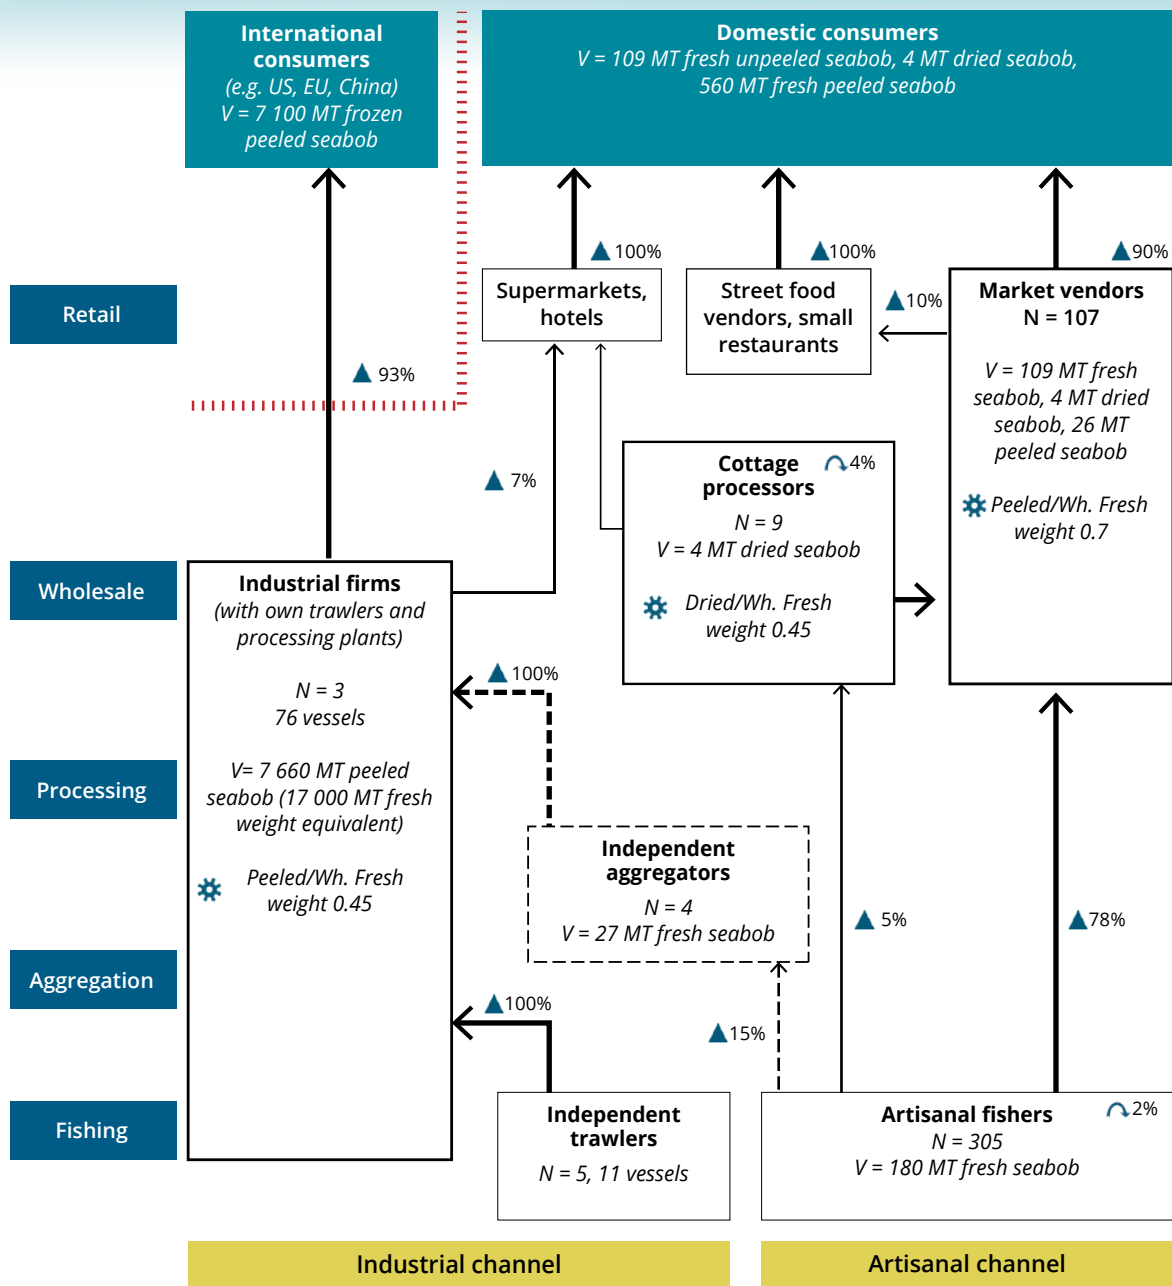 International
consumers
(e.g. US, EU, China)
V = 7 100 MT frozen
peeled seabob
Domestic consumers
V = 109 MT fresh unpeeled seabob, 4 MT dried seabob,
560 MT fresh peeled seabob
100%
100%
90%
Retail
Supermarkets,
hotels
Street food
vendors, small
restaurants
10%
Market vendors
N = 107
V = 109 MT fresh
seabob, 4 MT dried
seabob, 26 MT
peeled seabob
Peeled/Wh. Fresh
weight 0.7
93%
7%
Cottage
processors
4%
N = 9
V = 4 MT dried seabob
Dried/Wh. Fresh
weight 0.45
Wholesale
Industrial firms
(with own trawlers and
processing plants)
N = 3
76 vessels
V= 7 660 MT peeled
seabob (17 000 MT fresh
weight equivalent)
Peeled/Wh. Fresh
weight 0.45
100%
Processing
Independent
aggregators
N = 4
V = 27 MT fresh seabob
5%
78%
Aggregation
100%
15%
Fishing
Independent
trawlers
N = 5, 11 vessels
Artisanal fishers
2%
N = 305
V = 180 MT fresh seabob
Industrial channel
Artisanal channel